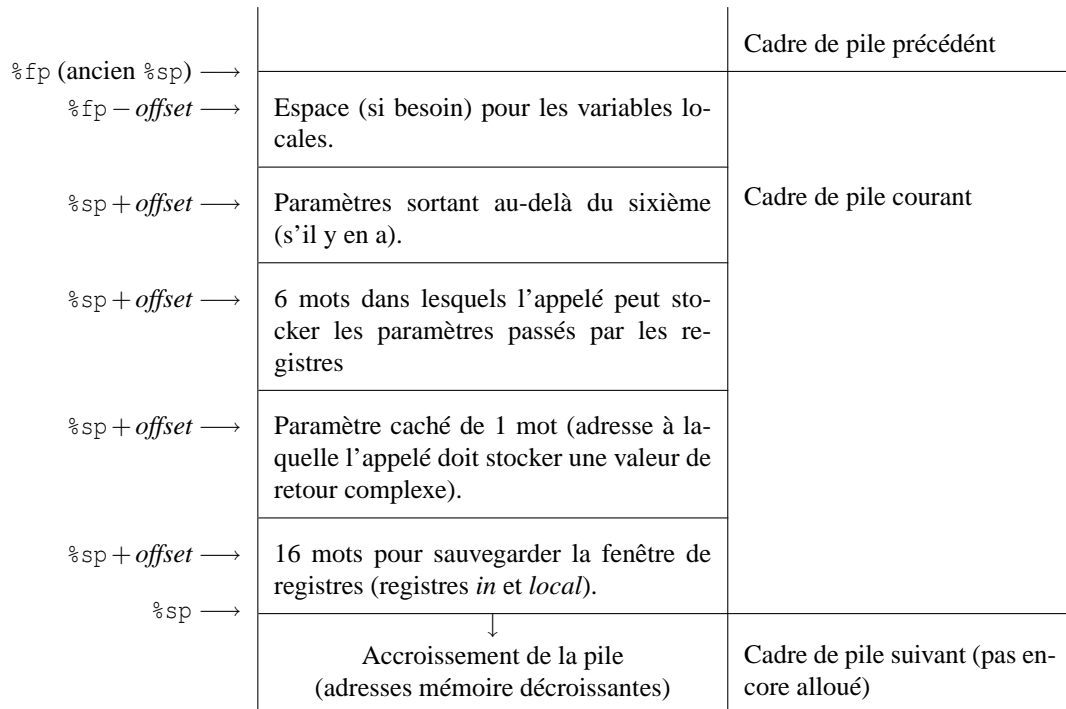 Cadre de pile précédént
%fp (ancien %sp) ⟶
%fp − offset ⟶
Espace (si besoin) pour les variables lo-
cales.
%sp + offset ⟶
Paramètres sortant au-delà du sixième
(s'il y en a).
Cadre de pile courant
%sp + offset ⟶
6 mots dans lesquels l'appelé peut sto-
cker les paramètres passés par les re-
gistres
%sp + offset ⟶
Paramètre caché de 1 mot (adresse à la-
quelle l'appelé doit stocker une valeur de
retour complexe).
%sp + offset ⟶
16 mots pour sauvegarder la fenêtre de
registres (registres in et local).
%sp ⟶
Accroissement de la pile
(adresses mémoire décroissantes)
Cadre de pile suivant (pas en-
core alloué)